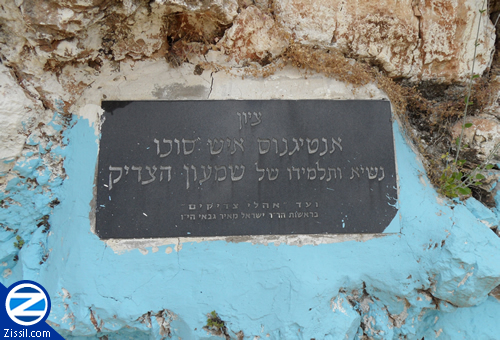 ציון
אנטיגנוס איש סוכו
נשיא ותלמידו של שמעון הצדיק
ועד אהלי צדיקים
בראשות הר״ר ישראל מאיר גבאי הי״ו
Zissil.com